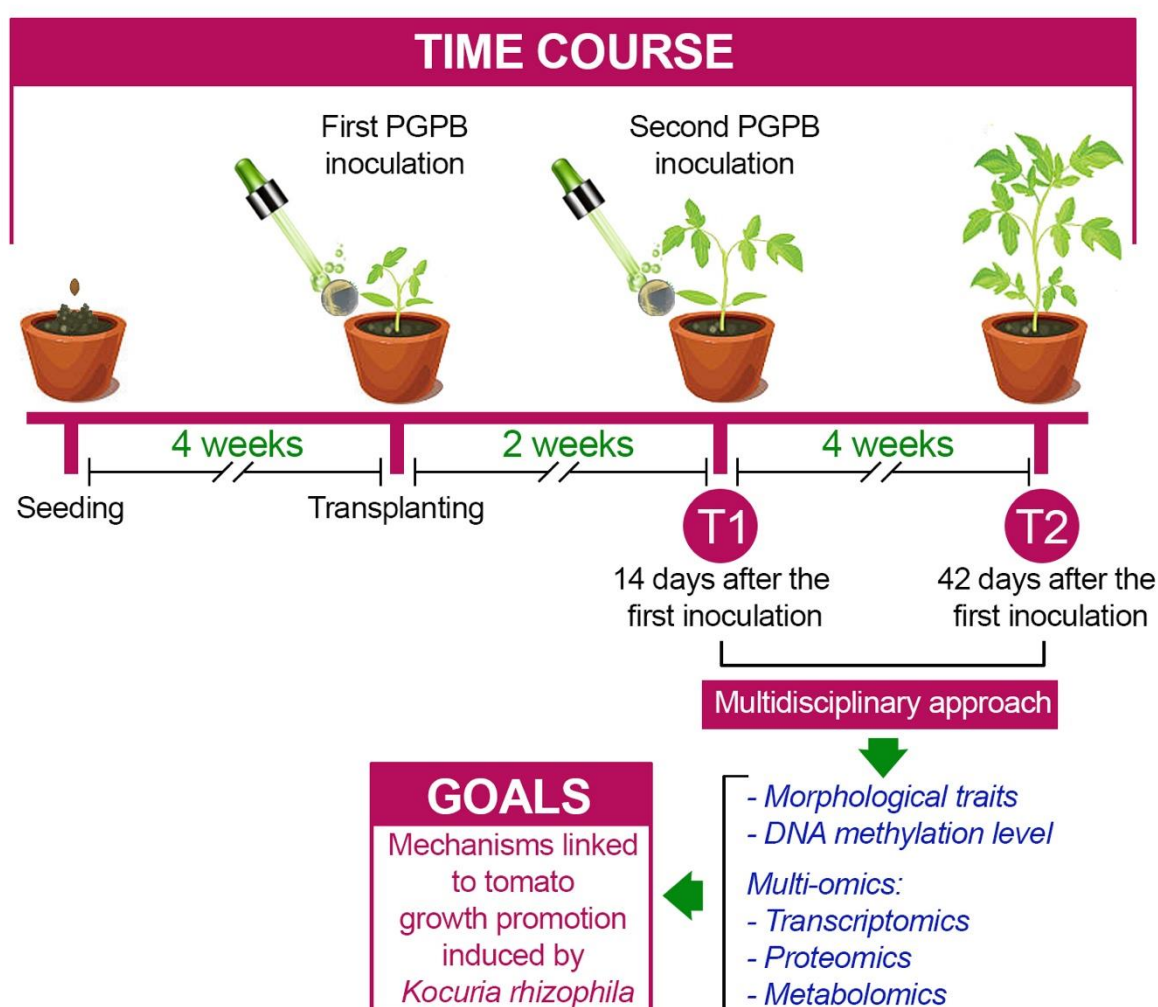 TIME COURSE
First PGPB
inoculation
Second PGPB
inoculation
4 weeks
2 weeks
4 weeks
Seeding
Transplanting
T1
T2
14 days after the
first inoculation
42 days after the
first inoculation
Multidisciplinary approach
- Morphological traits
- DNA methylation level
Multi-omics:
- Transcriptomics
- Proteomics
- Metabolomics
GOALS
Mechanisms linked
to tomato
growth promotion
induced by
Kocuria rhizophila